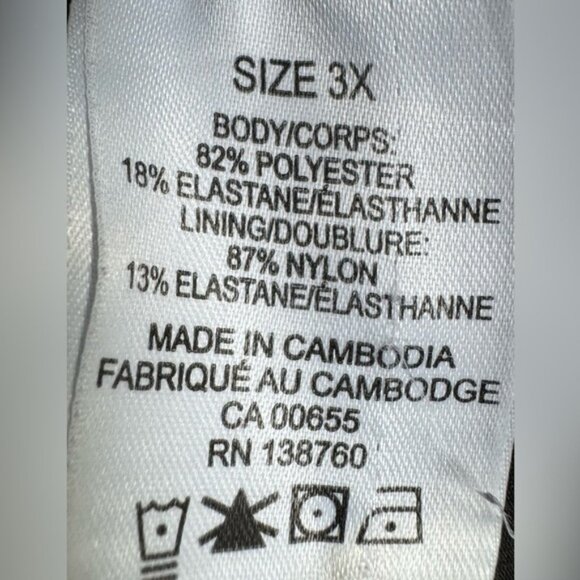 SIZE 3X
BODY/CORPS:
82% POLYESTER
18% ELASTANE/ÉLASTHANNE
LINING/DOUBLURE:
87% NYLON
13% ELASTANE/ÉLASTHANNE
MADE IN CAMBODIA
FABRIQUÉ AU CAMBODGE
CA 00655
RN 138760